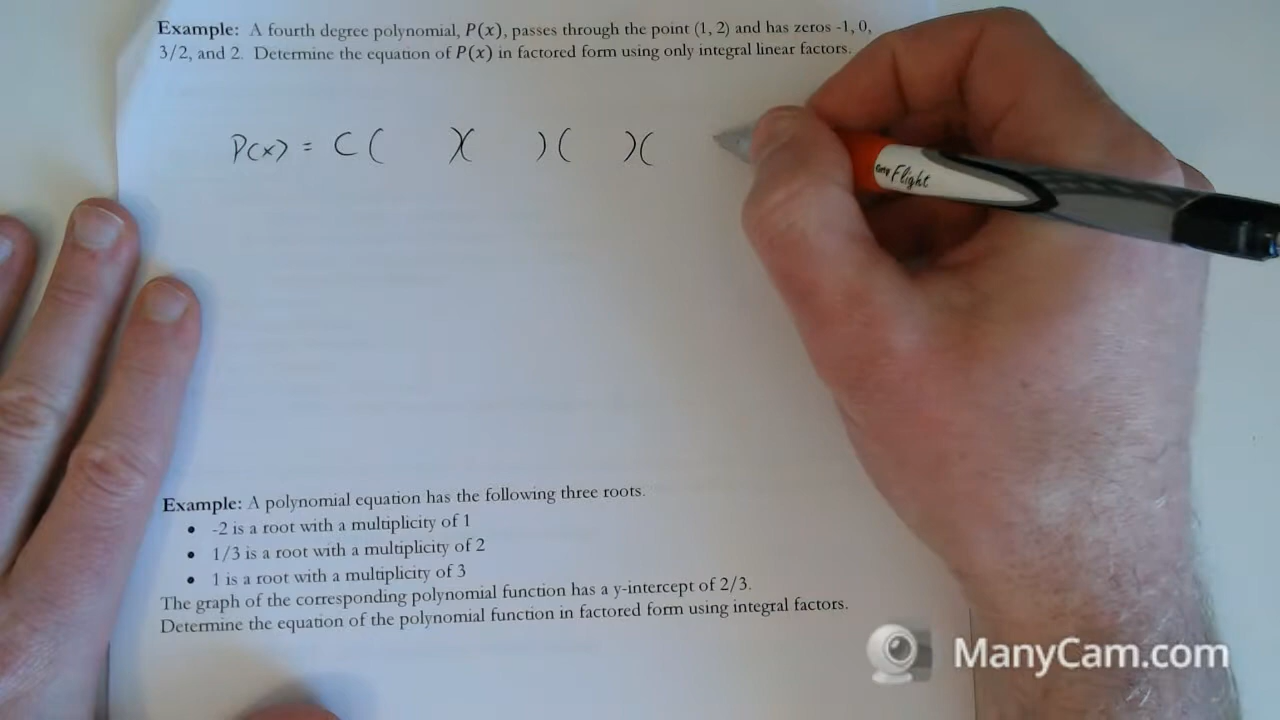 Example: A fourth degree polynomial, P(x), passes through the point (1, 2) and has zeros -1, 0,
3/2, and 2. Determine the equation of P(x) in factored form using only integral linear factors.
P(x) = C (   )(   ) (   )(
Flight
Example: A polynomial equation has the following three roots.
• -2 is a root with a multiplicity of 1
• 1/3 is a root with a multiplicity of 2
• 1 is a root with a multiplicity of 3
The graph of the corresponding polynomial function has a y-intercept of 2/3.
Determine the equation of the polynomial function in factored form using integral factors.
ManyCam.com